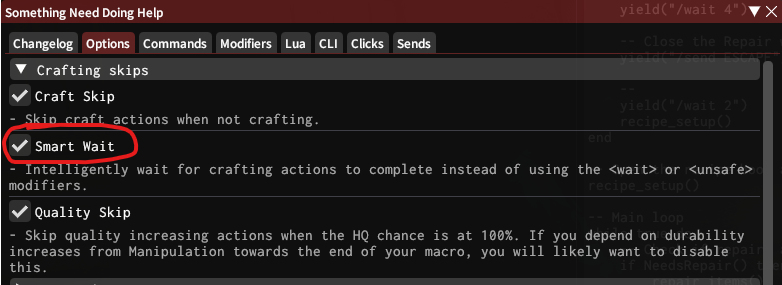 Something Need Doing Help
Changelog Options Commands Modifiers Lua CLI Clicks Sends
Crafting skips
Craft Skip
- Skip craft actions when not crafting.
Smart Wait
- Intelligently wait for crafting actions to complete instead of using the <wait> or <unsafe>
modifiers.
Quality Skip
- Skip quality increasing actions when the HQ chance is at 100%. If you depend on durability
increases from Manipulation towards the end of your macro, you will likely want to disable
this.
yield("/wait 4")
-- Close the Repair
yield("/send ESCAPE
--
yield("/wait 2")
recipe_setup()
end
recipe_setup()
-- Main loop
if NeedsRepair()